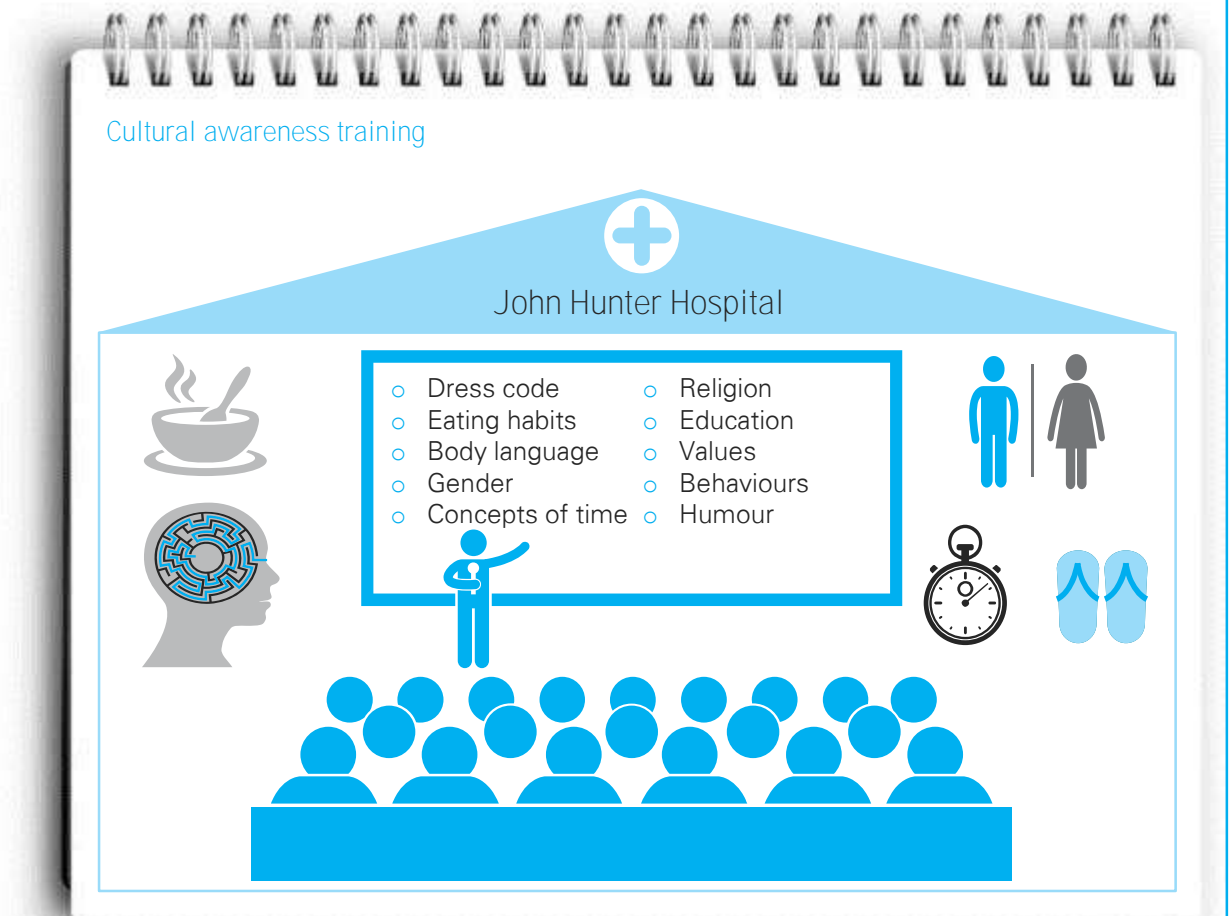 Cultural awareness training
John Hunter Hospital
Dress code
Eating habits
Body language
Gender
Concepts of time
Religion
Education
Values
Behaviours
Humour